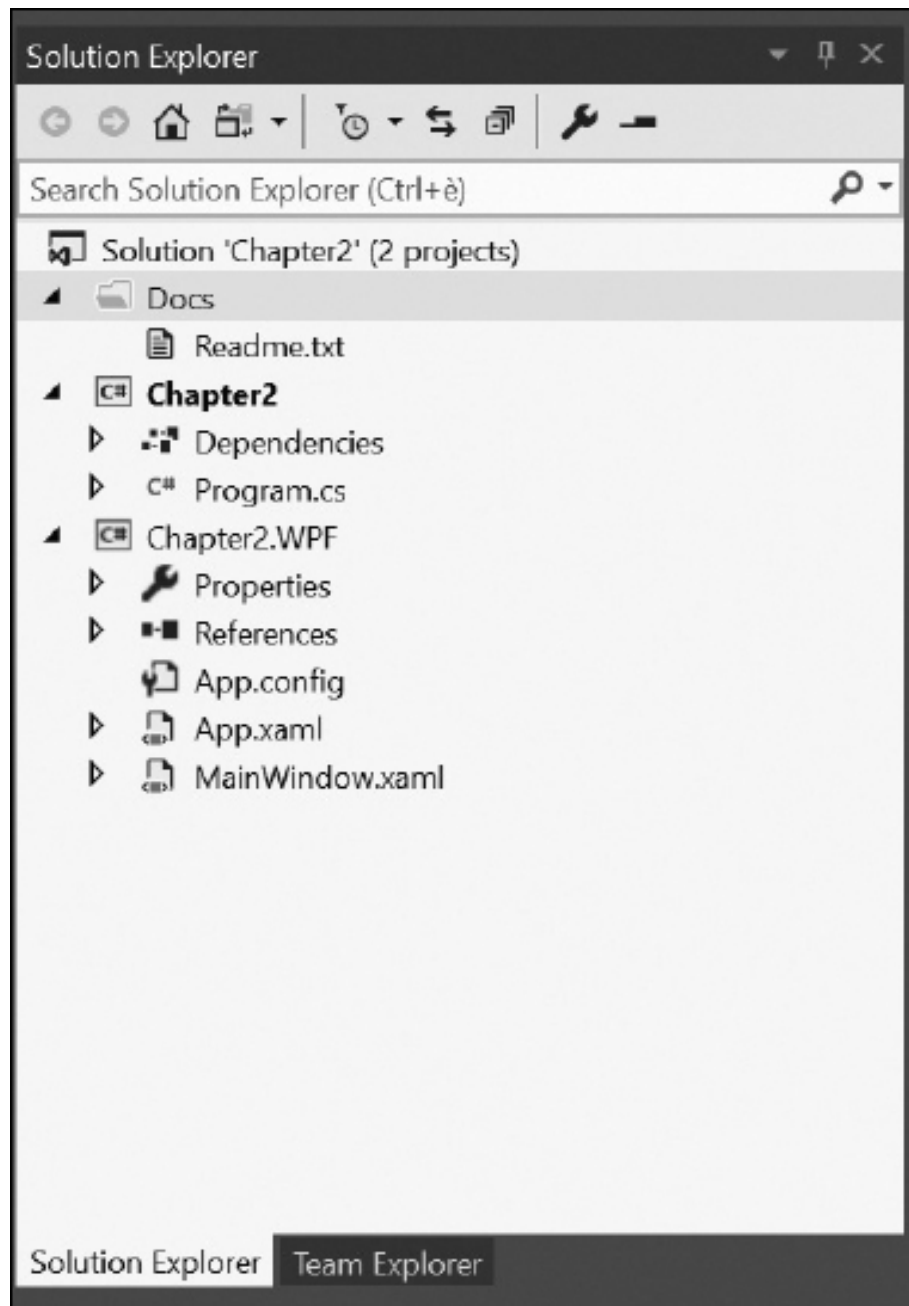 Solution Explorer
Search Solution Explorer (Ctrl+è)
Solution 'Chapter2' (2 projects)
Docs
Readme.txt
C# Chapter2
Dependencies
C# Program.cs
C# Chapter2.WPF
Properties
References
App.config
App.xaml
MainWindow.xaml
Solution Explorer Team Explorer